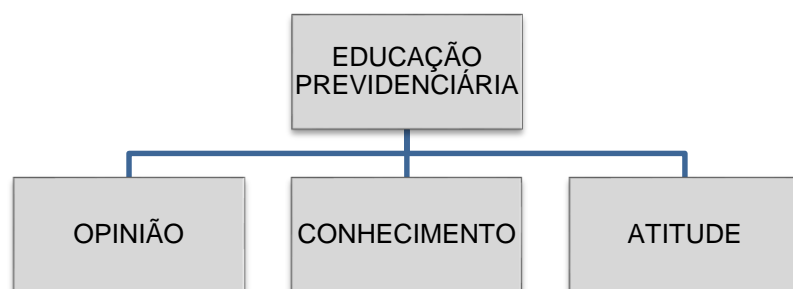 EDUCAÇÃO
PREVIDENCIÁRIA
OPINIÃO
CONHECIMENTO
ATITUDE